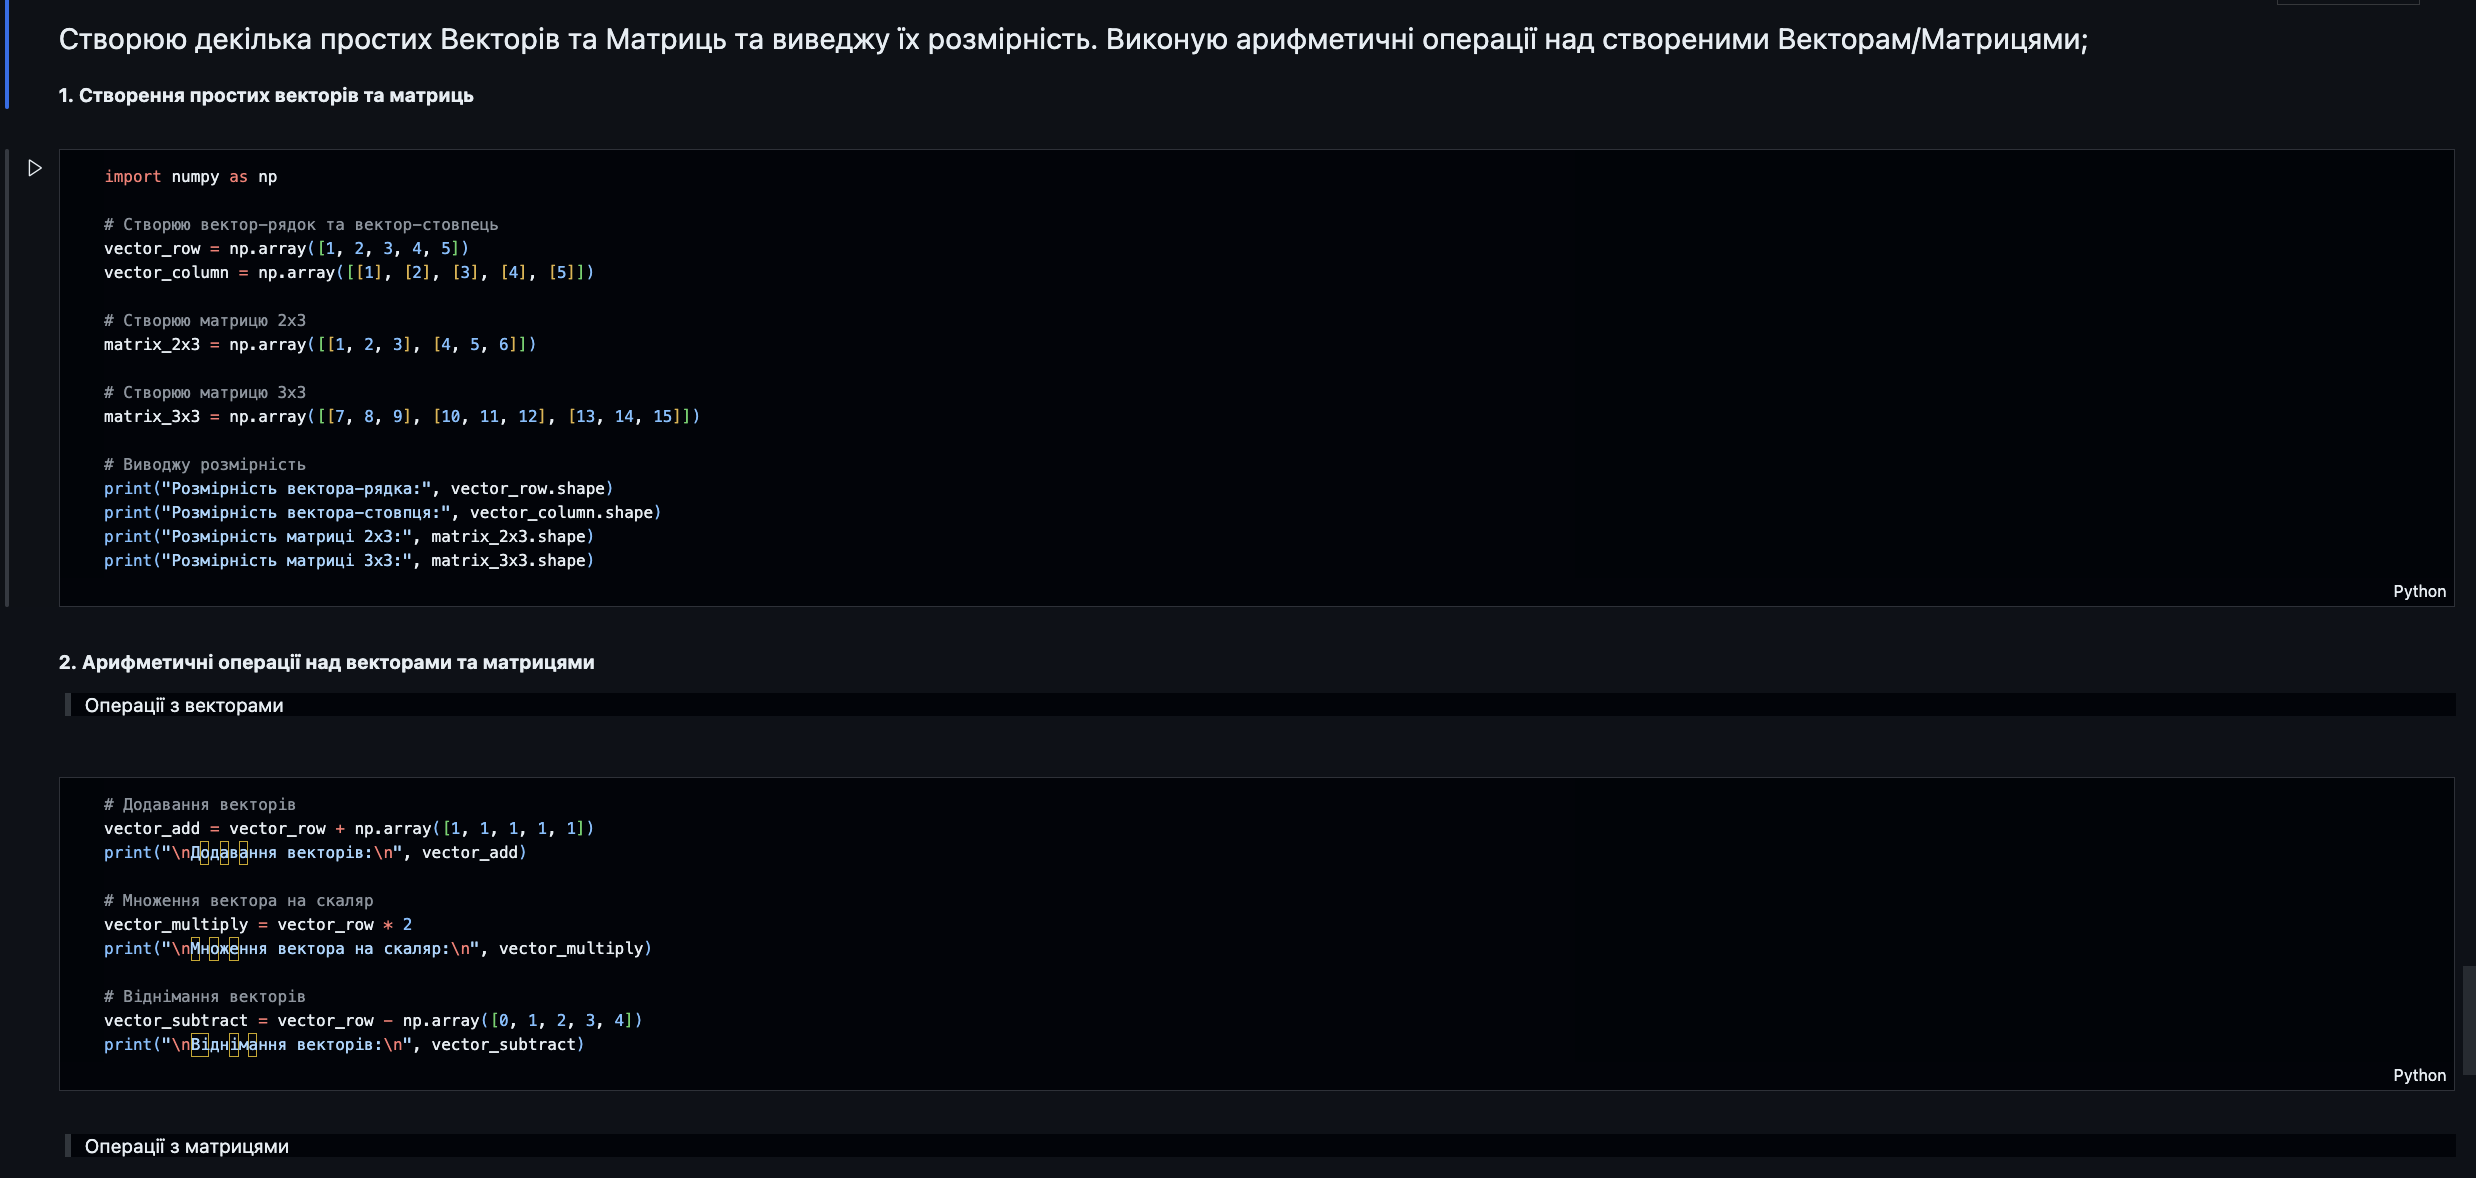 Створюю декілька простих Векторів та Матриць та виведжу їх розмірність. Виконую арифметичні операції над створеними Векторам/Матрицями;
1. Створення простих векторів та матриць
import numpy as np
# Створюю вектор-рядок та вектор-стовпець
vector_row = np.array([1, 2, 3, 4, 5])
vector_column = np.array([[1], [2], [3], [4], [5]])
# Створюю матрицю 2x3
matrix_2x3 = np.array([[1, 2, 3], [4, 5, 6]])
# Створюю матрицю 3x3
matrix_3x3 = np.array([[7, 8, 9], [10, 11, 12], [13, 14, 15]])
# Виводжу розмірність
print("Розмірність вектора-рядка:", vector_row.shape)
print("Розмірність вектора-стовпця:", vector_column.shape)
print("Розмірність матриці 2x3:", matrix_2x3.shape)
print("Розмірність матриці 3x3:", matrix_3x3.shape)
Python
2. Арифметичні операції над векторами та матрицями
Операції з векторами
# Додавання векторів
vector_add = vector_row + np.array([1, 1, 1, 1, 1])
print("\nДодавання векторів:\n", vector_add)
# Множення вектора на скаляр
vector_multiply = vector_row * 2
print("\nМноження вектора на скаляр:\n", vector_multiply)
# Віднімання векторів
vector_subtract = vector_row - np.array([0, 1, 2, 3, 4])
print("\nВіднімання векторів:\n", vector_subtract)
Python
Операції з матрицями